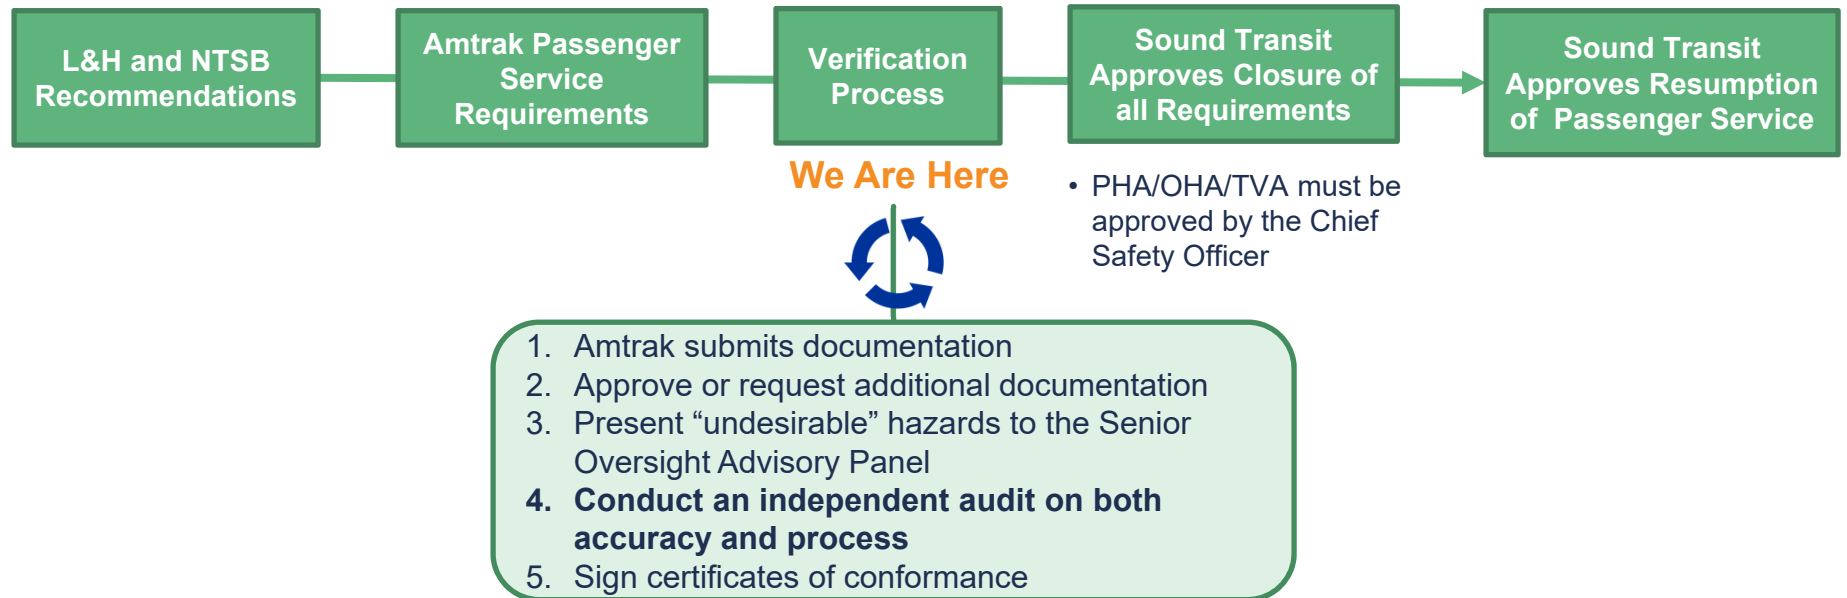 L&H and NTSB
Recommendations
Amtrak Passenger
Service
Requirements
Verification
Process
Sound Transit
Approves Closure of
all Requirements
Sound Transit
Approves Resumption
of Passenger Service
We Are Here
• PHA/OHA/TVA must be
approved by the Chief
Safety Officer
1. Amtrak submits documentation
2. Approve or request additional documentation
3. Present “undesirable” hazards to the Senior
Oversight Advisory Panel
4. Conduct an independent audit on both
accuracy and process
5. Sign certificates of conformance